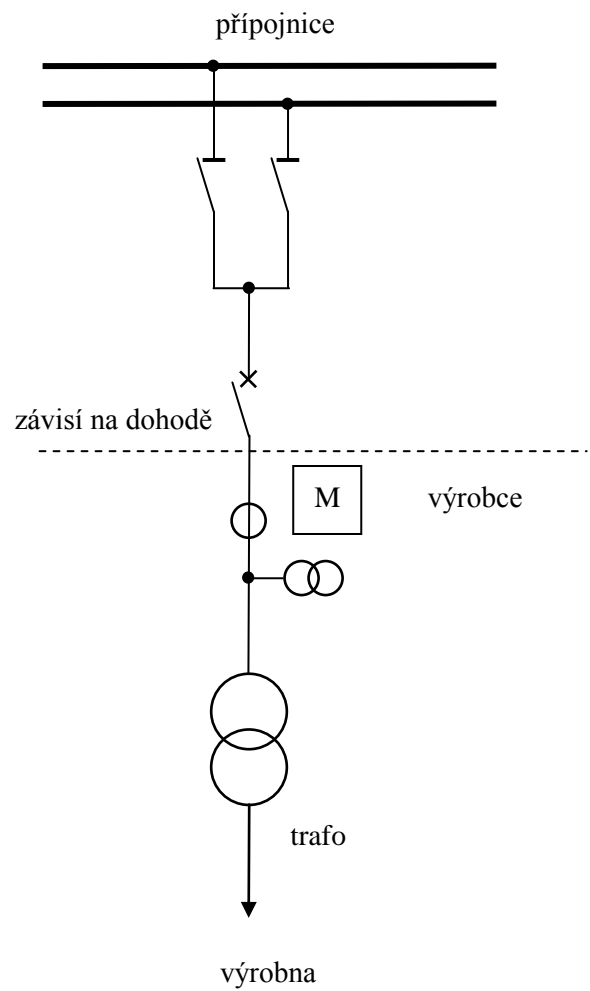 přípojnice
závisí na dohodě
M
výrobce
trafo
výrobna